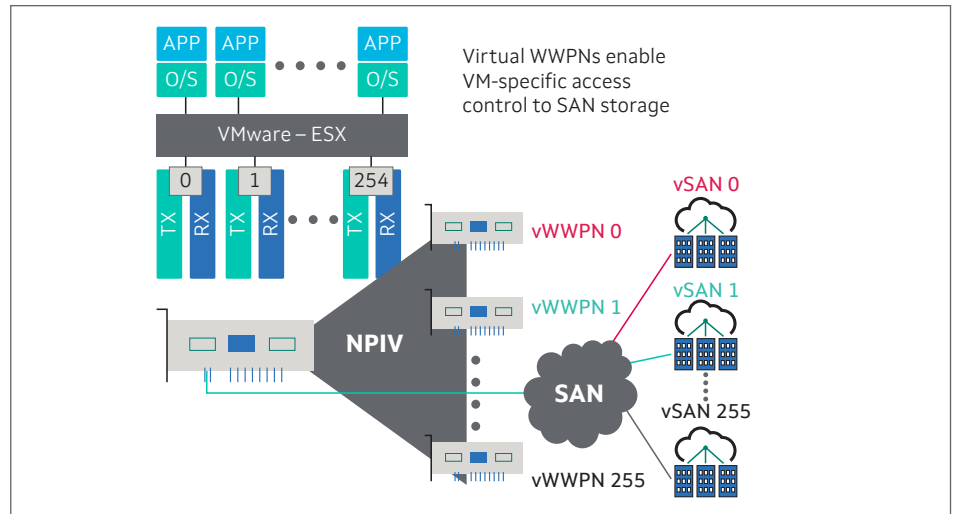 APP APP APP
O/S O/S O/S
Virtual WWPNs enable
VM-specific access
control to SAN storage
VMware – ESX
0 1 254
TX RX TX RX TX RX
vWWPN 0
vWWPN 1
vWWPN 255
NPIV
SAN
vSAN 0
vSAN 1
vSAN 255